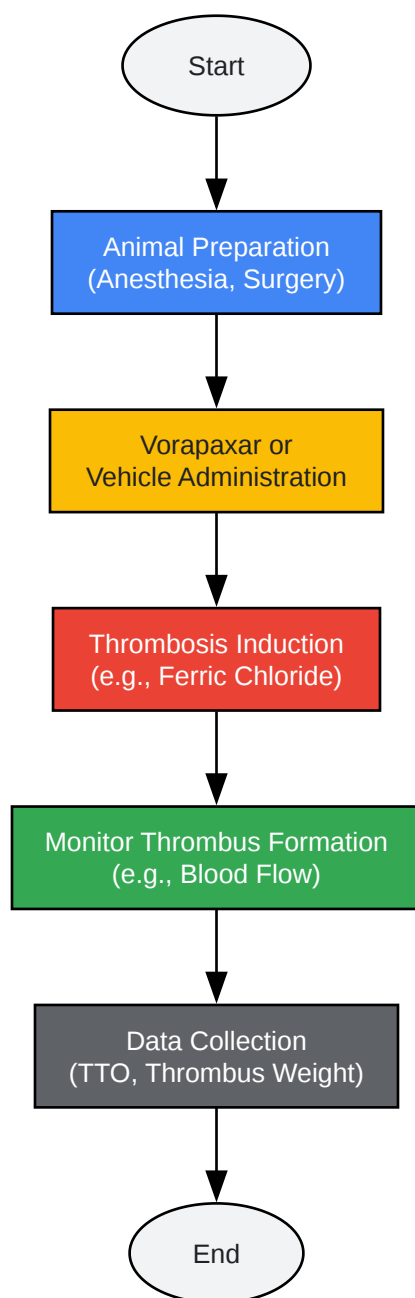 Start
Animal Preparation
(Anesthesia, Surgery)
Vorapaxar or
Vehicle Administration
Thrombosis Induction
(e.g., Ferric Chloride)
Monitor Thrombus Formation
(e.g., Blood Flow)
Data Collection
(TTO, Thrombus Weight)
End